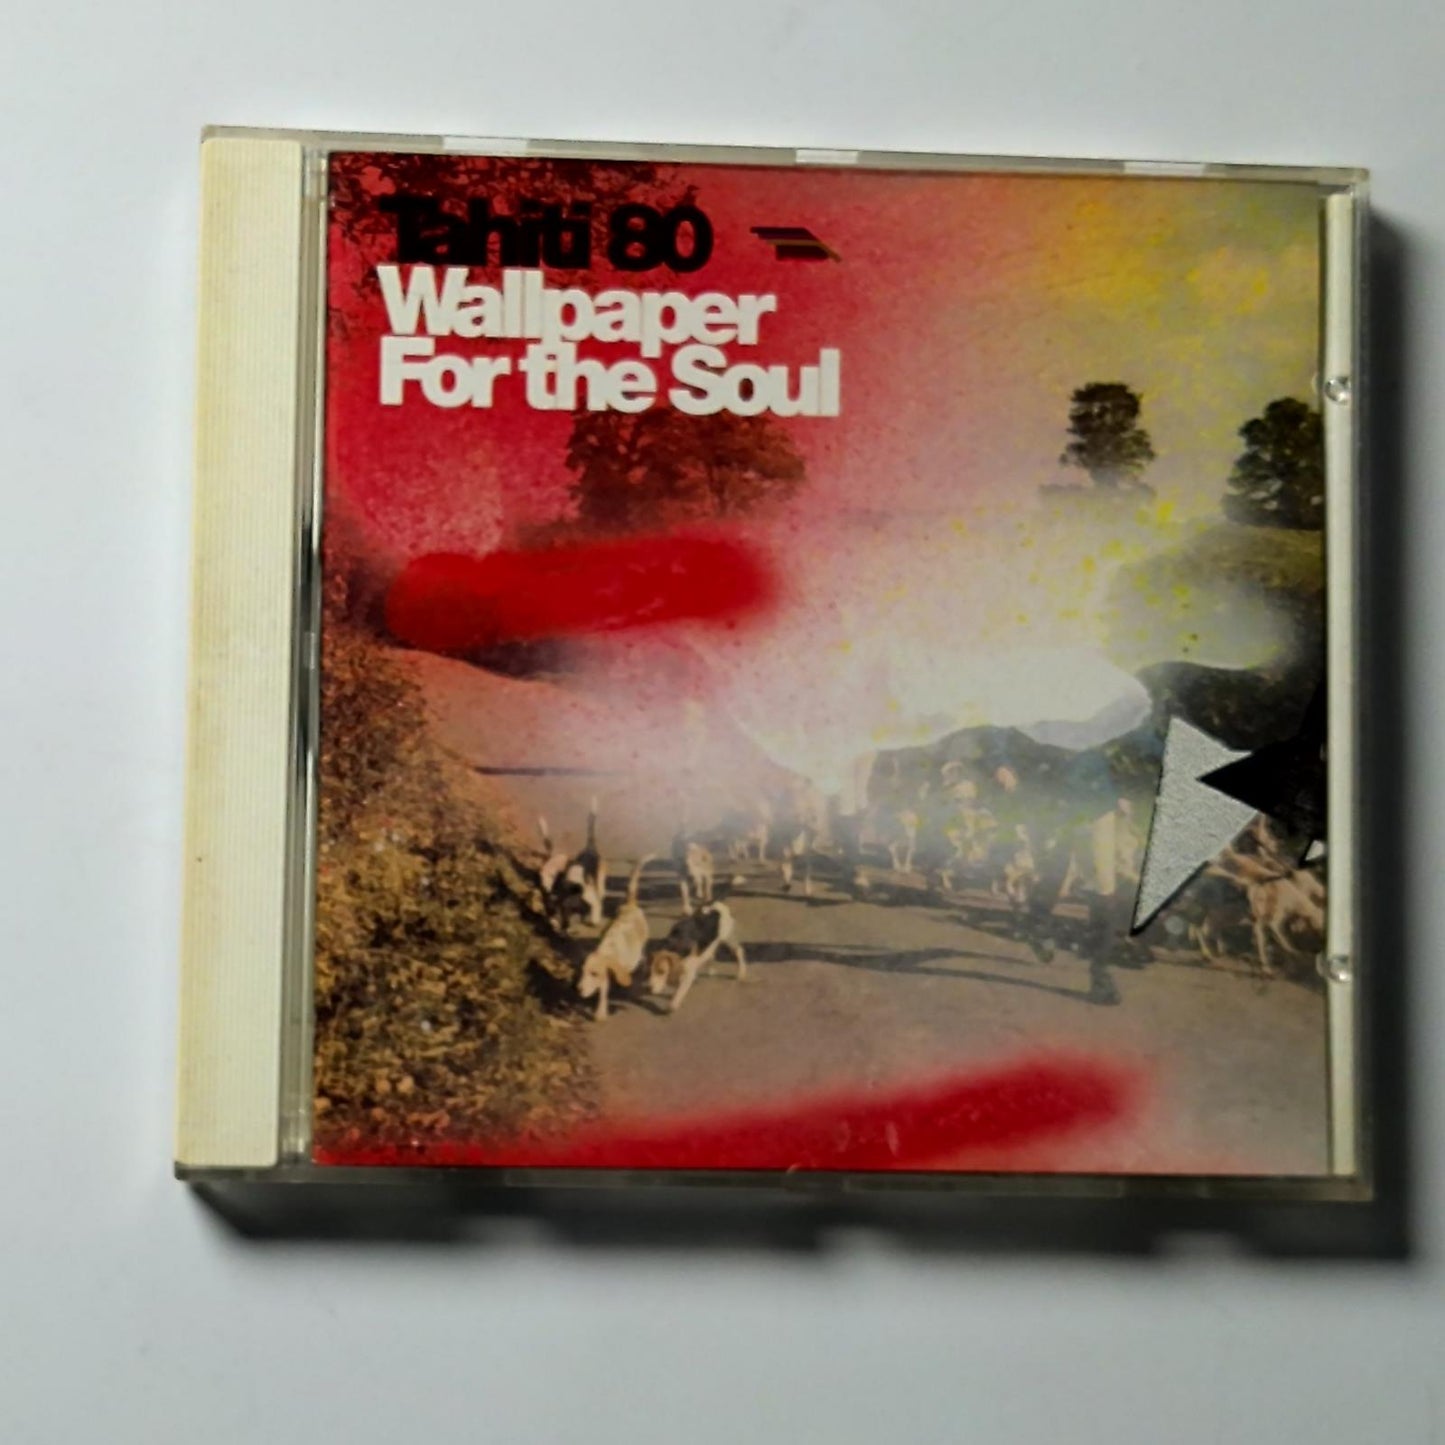 Tahiti 80
Wallpaper
For the Soul